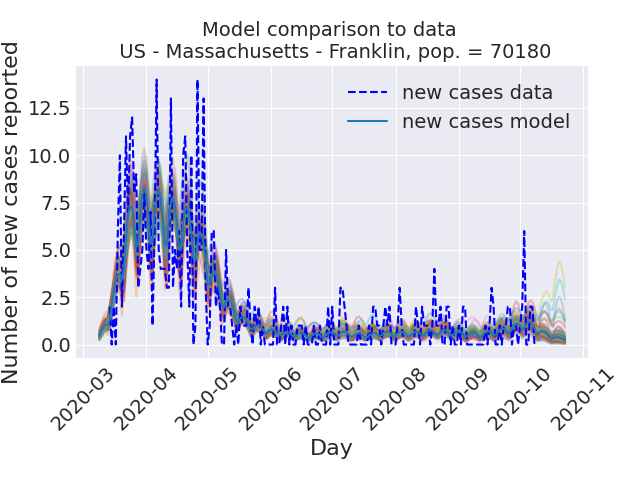 Model comparison to data
US - Massachusetts - Franklin, pop. = 70180
new cases data
new cases model
Number of new cases reported
12.5
10.0
7.5
5.0
2.5
0.0
2020-03
2020-04
2020-05
2020-06
2020-07
2020-08
2020-09
2020-10
2020-11
Day